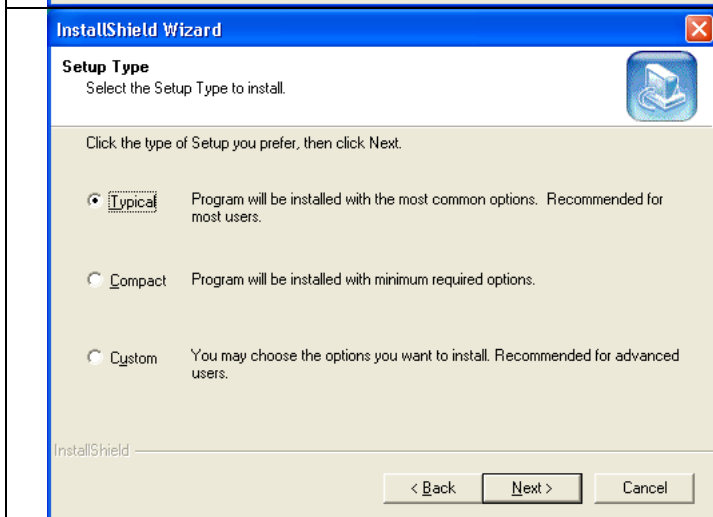 InstallShield Wizard
Setup Type
Select the Setup Type to install.
Click the type of Setup you prefer, then click Next.
Typical Program will be installed with the most common options. Recommended for
most users.
Compact Program will be installed with minimum required options.
Custom You may choose the options you want to install. Recommended for advanced
users.
InstallShield
< Back Next > Cancel